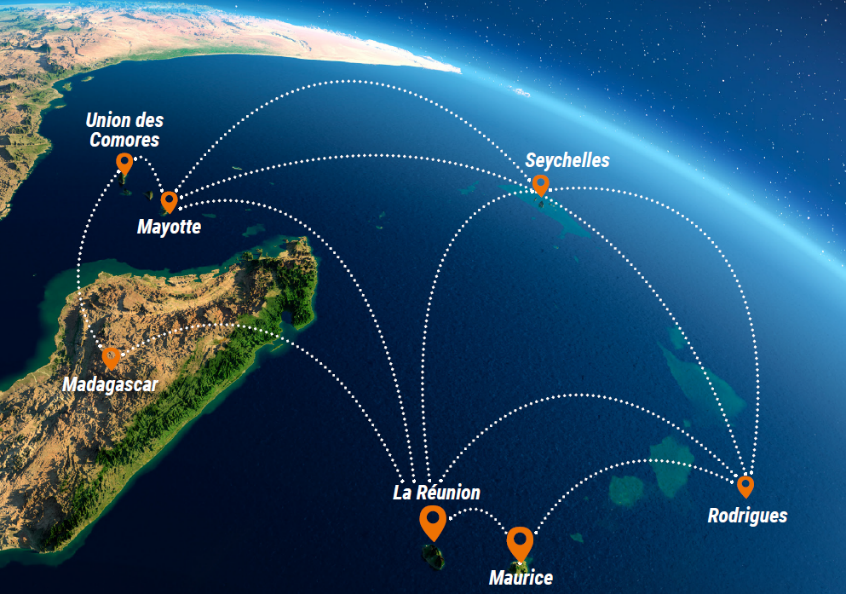 Union des
Comores
Seychelles
Mayotte
Madagascar
La Réunion
Rodrigues
Maurice